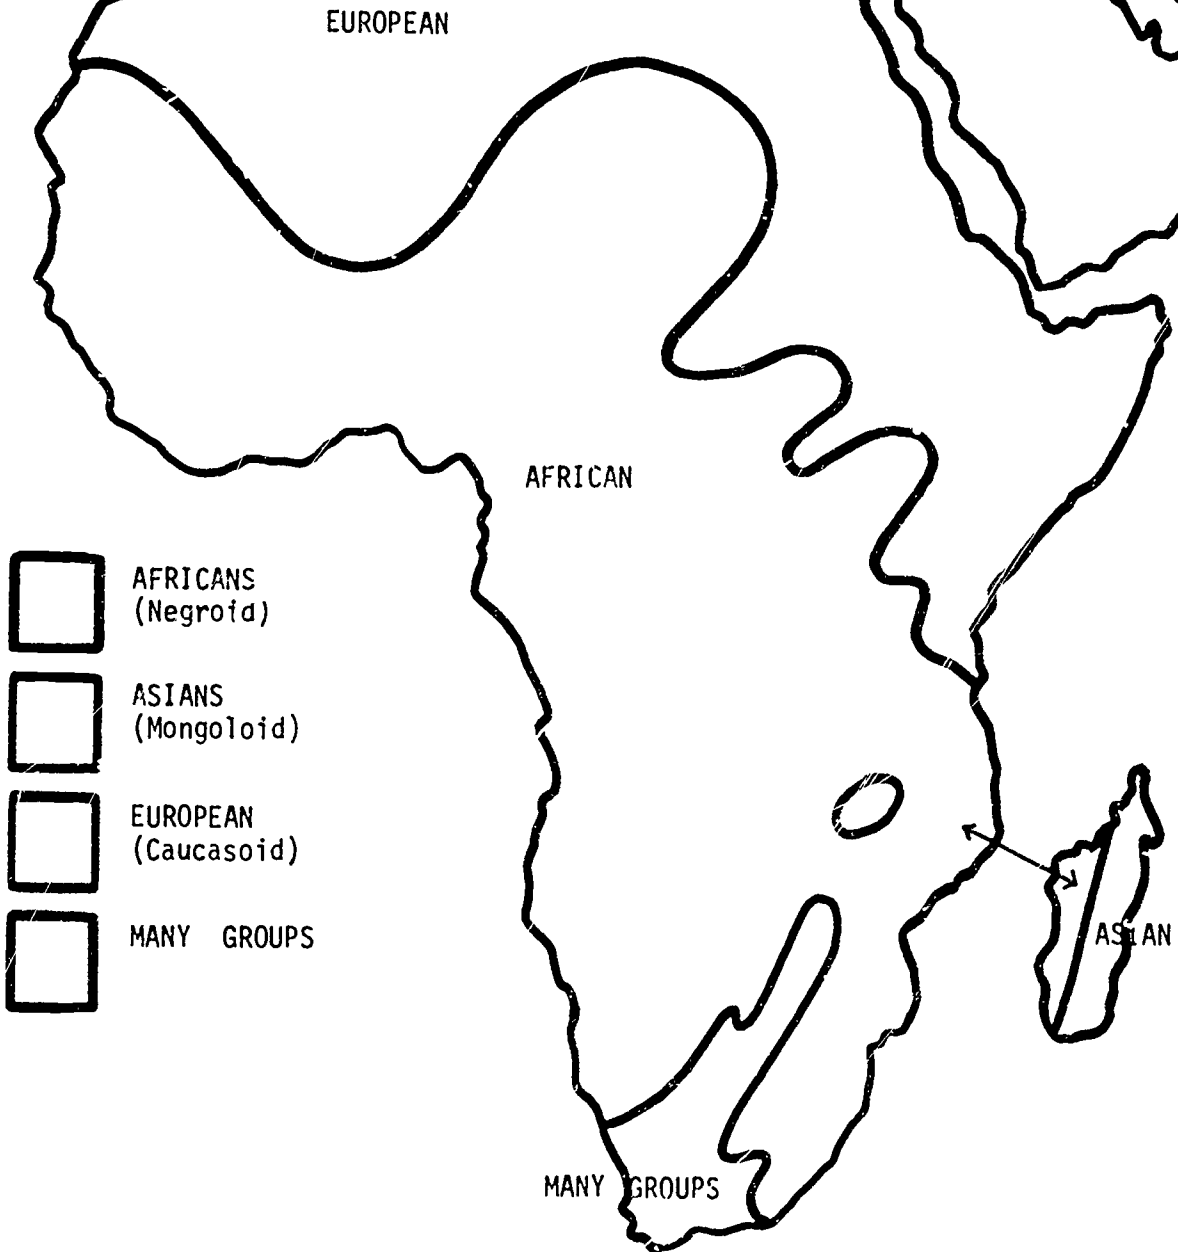 EUROPEAN
AFRICAN
AFRICANS
(Negroid)
ASIANS
(Mongoloid)
EUROPEAN
(Caucasoid)
MANY GROUPS
ASIAN
MANY GROUPS